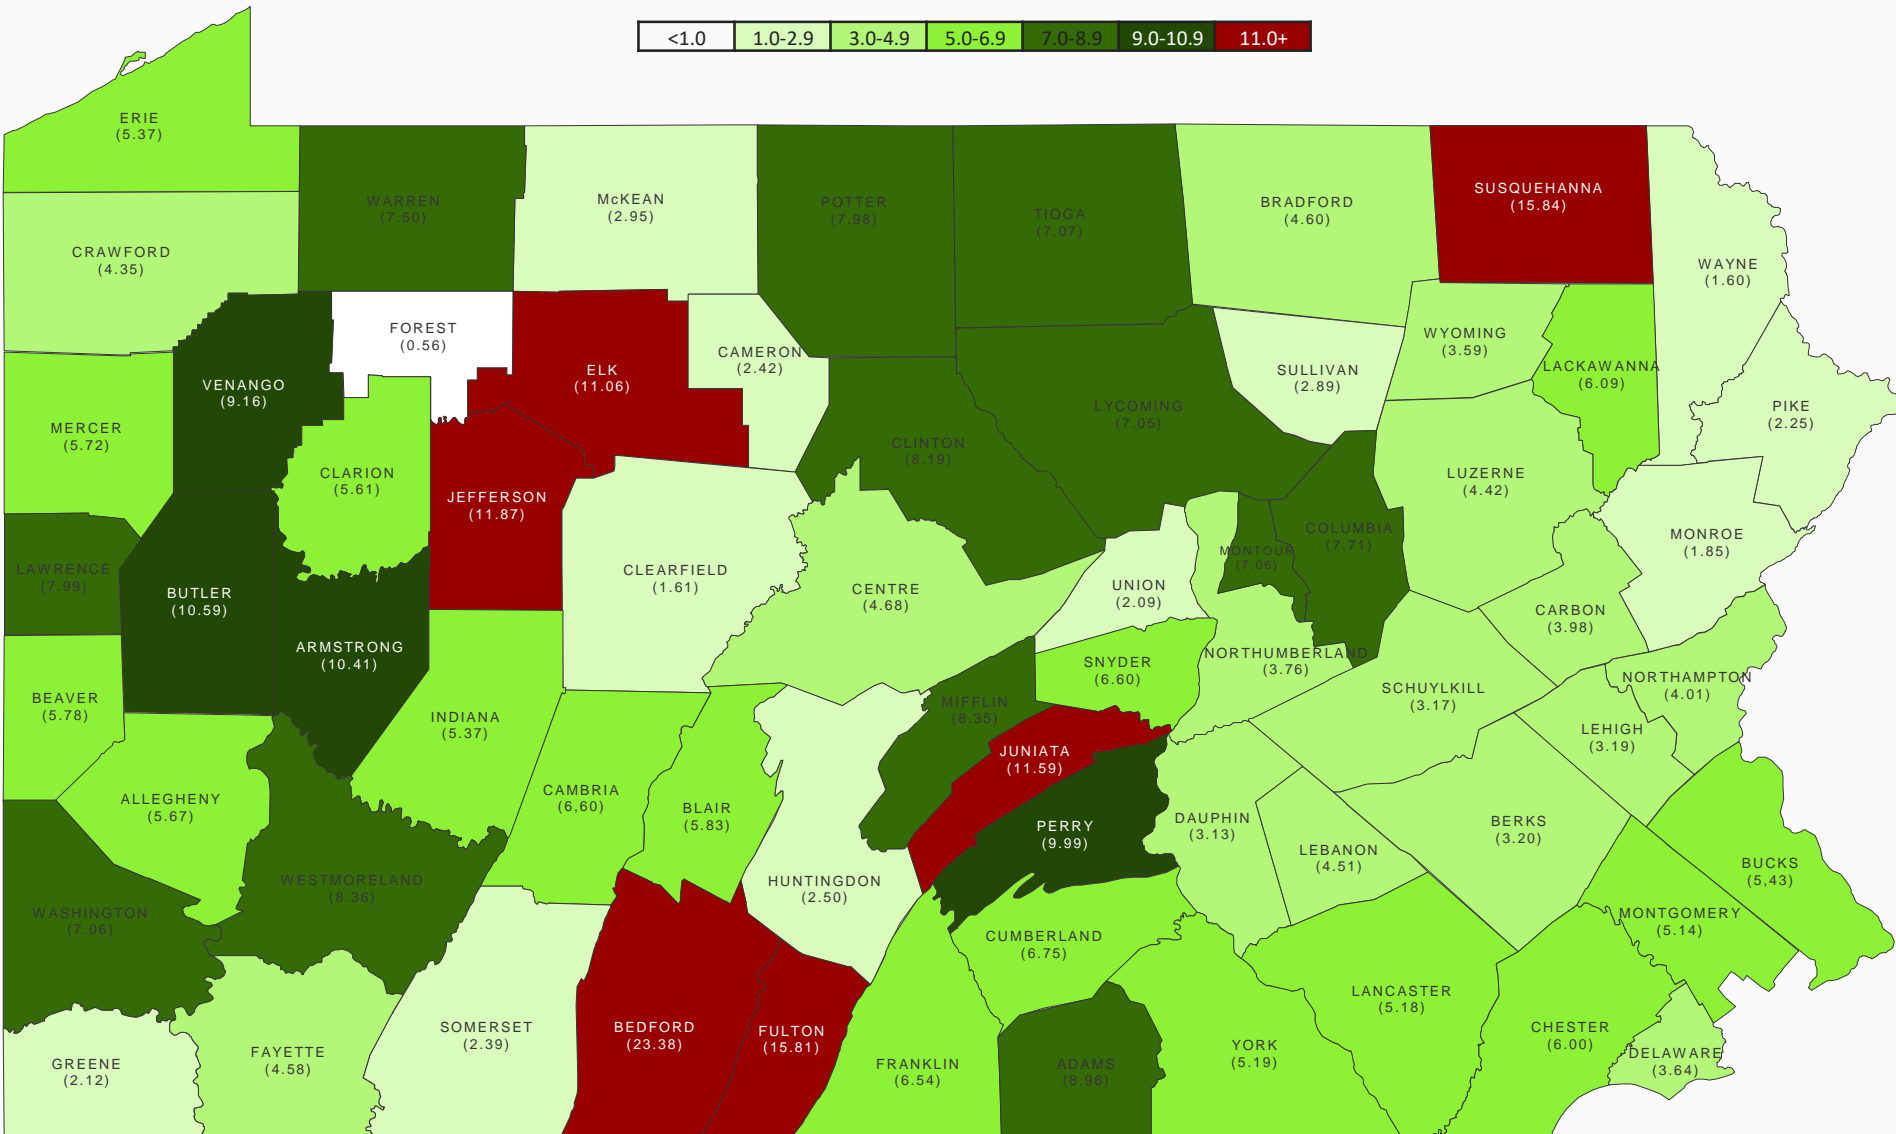 <1.0 1.0-2.9 3.0-4.9 5.0-6.9 7.0-8.9 9.0-10.9 11.0+
ERIE
(5.37)
WARREN
(7.50)
McKEAN
(2.95)
POTTER
(7.98)
TIOGA
(7.07)
BRADFORD
(4.60)
SUSQUEHANNA
(15.84)
CRAWFORD
(4.35)
WAYNE
(1.60)
FOREST
(0.56)
ELK
(11.06)
CAMERON
(2.42)
WYOMING
(3.59)
SULLIVAN
(2.89)
LACKAWANNA
(6.09)
VENANGO
(9.16)
PIKE
(2.25)
MERCER
(5.72)
LYCOMING
(7.05)
CLINTON
(8.19)
CLARION
(5.61)
JEFFERSON
(11.87)
LUZERNE
(4.42)
COLUMBIA
(7.71)
MONTOUR
(7.06)
MONROE
(1.85)
LAWRENCE
(7.99)
BUTLER
(10.59)
CLEARFIELD
(1.61)
CENTRE
(4.68)
UNION
(2.09)
CARBON
(3.98)
ARMSTRONG
(10.41)
SNYDER
(6.60)
NORTHUMBERLAND
(3.76)
SCHUYLKILL
(3.17)
NORTHAMPTON
(4.01)
BEAVER
(5.78)
INDIANA
(5.37)
MIFFLIN
(8.35)
LEHIGH
(3.19)
JUNIATA
(11.59)
ALLEGHENY
(5.67)
CAMBRIA
(6,60)
BLAIR
(5.83)
PERRY
(9.99)
DAUPHIN
(3.13)
LEBANON
(4.51)
BERKS
(3.20)
BUCKS
(5,43)
WESTMORELAND
(8.36)
HUNTINGDON
(2.50)
WASHINGTON
(7.06)
CUMBERLAND
(6.75)
MONTGOMERY
(5.14)
LANCASTER
(5.18)
SOMERSET
(2.39)
BEDFORD
(23.38)
FULTON
(15.81)
CHESTER
(6.00)
GREENE
(2.12)
FAYETTE
(4.58)
FRANKLIN
(6.54)
ADAMS
(8,96)
YORK
(5.19)
DELAWARE
(3.64)